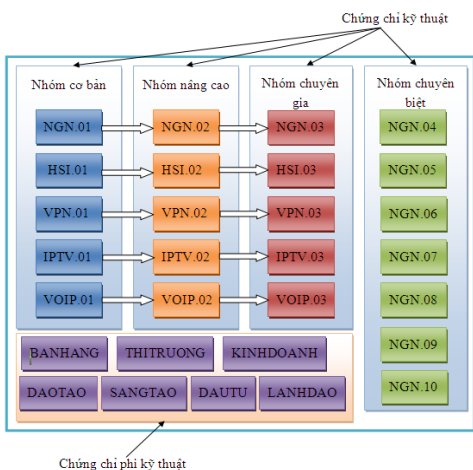 Chứng chỉ kỹ thuật
Nhóm cơ bản
Nhóm nâng cao
Nhóm chuyên
gia
Nhóm chuyên
biệt
NGN.01
NGN.02
NGN.03
NGN.04
HSI.01
HSI.02
HSI.03
NGN.05
VPN.01
VPN.02
VPN.03
NGN.06
IPTV.01
IPTV.02
IPTV.03
NGN.07
VOIP.01
VOIP.02
VOIP.03
NGN.08
BANHANG
THITRUONG
KINHDOANH
NGN.09
DAOTAO
SANGTAO
DAUTU
LANHDAO
NGN.10
Chứng chỉ phi kỹ thuật